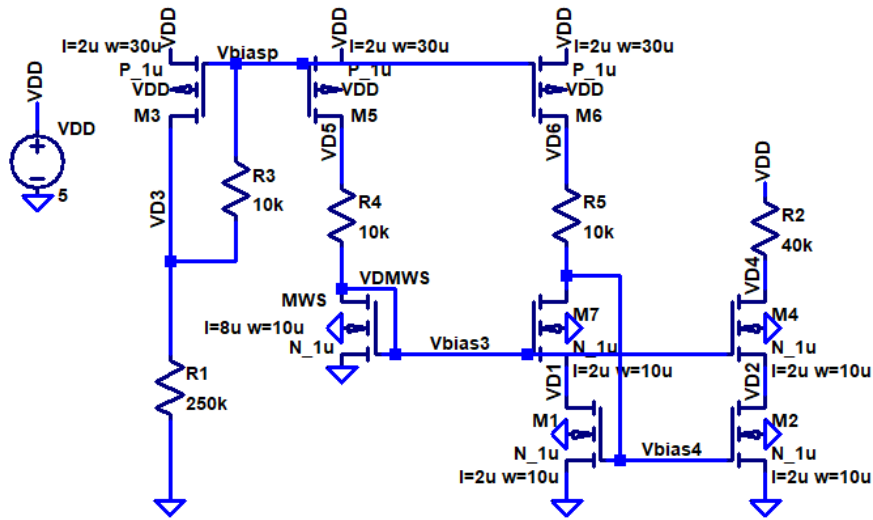 VDD
VDD
5
VDD
l=2u w=30u
P_1u
VDD
M3
VD3
R1
250k
Vbiasp
R3
10k
VDD
l=2u w=30u
P_1u
VDD
M5
VD5
R4
10k
VDMWS
MWS
l=8u w=10u
N_1u
Vbias3
VDD
l=2u w=30u
P_1u
VDD
M6
VD6
R5
10k
M7
N_1u
l=2u w=10u
VD1
M1
N_1u
l=2u w=10u
Vbias4
VDD
R2
40k
VD4
M4
N_1u
l=2u w=10u
VD2
M2
N_1u
l=2u w=10u